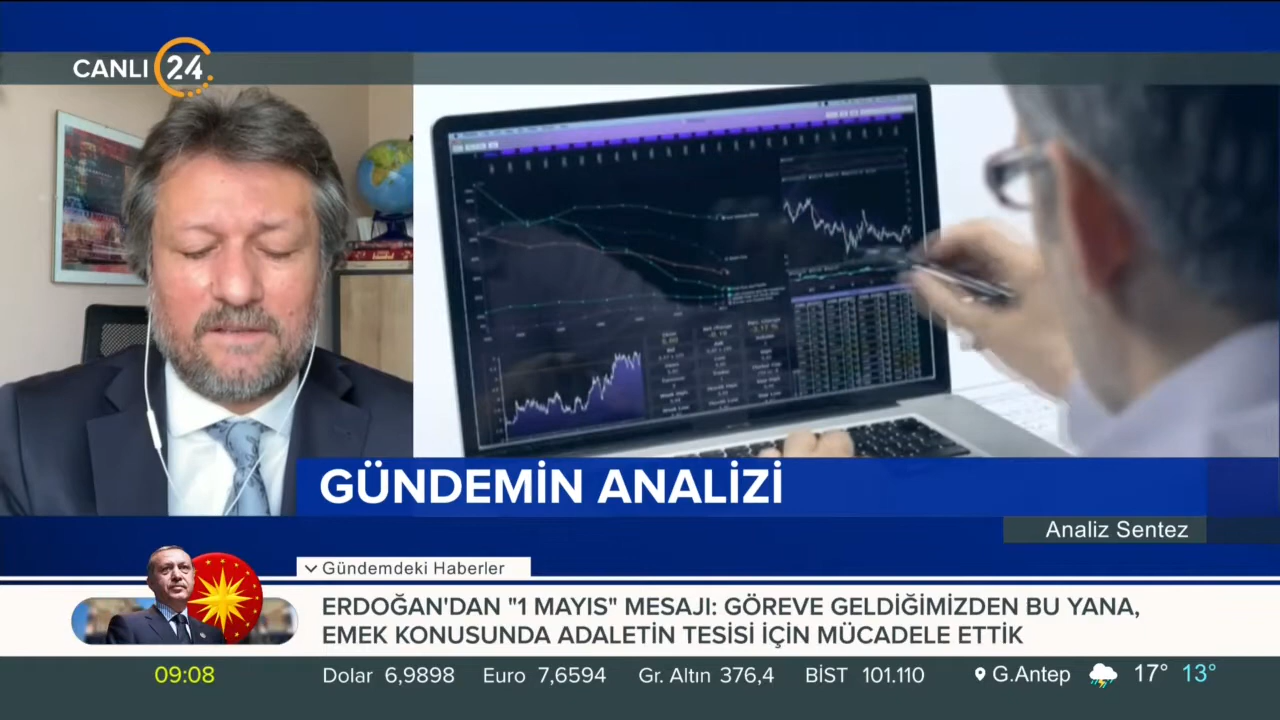 CANLI 24
GÜNDEMİN ANALİZİ
Analiz Sentez
Gündemdeki Haberler
ERDOĞAN'DAN "1 MAYIS" MESAJI: GÖREVE GELDİĞİMİZDEN BU YANA,
EMEK KONUSUNDA ADALETİN TESİSİ İÇİN MÜCADELE ETTİK
09:08 Dolar 6,9898 Euro 7,6594 Gr. Altın 376,4 BİST 101.110 G.Antep 17° 13°